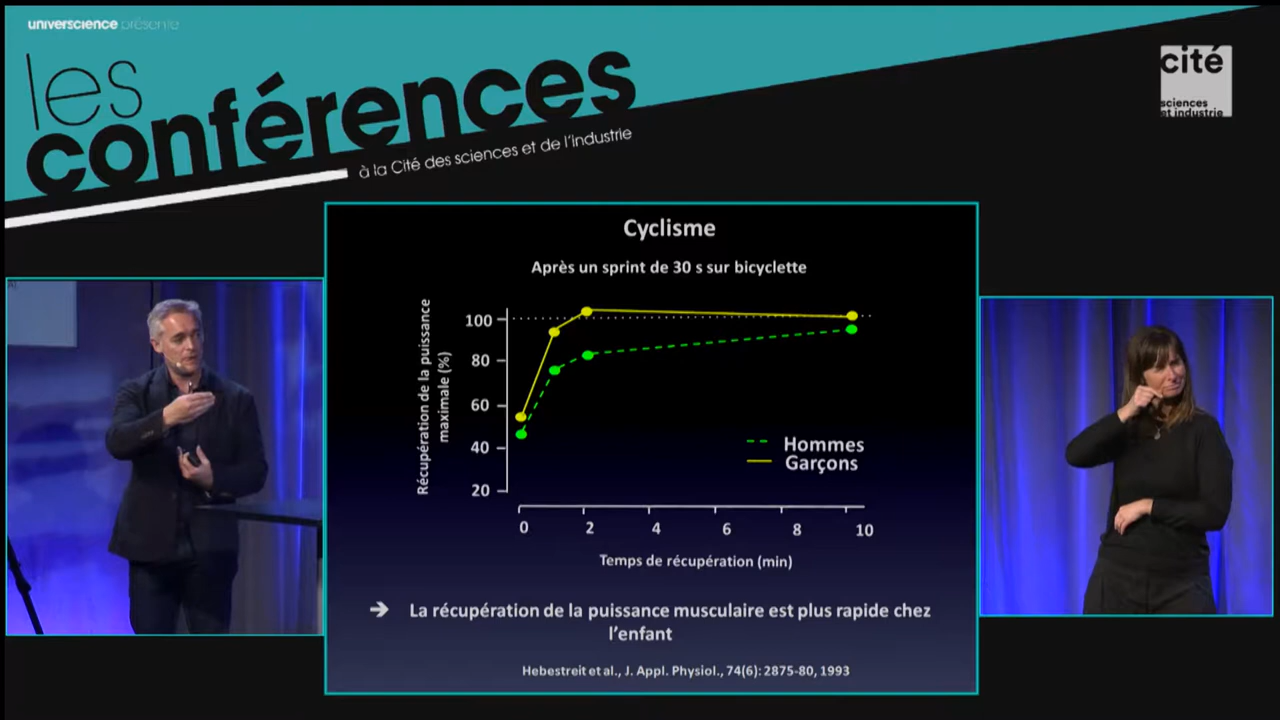 universcience présente
les
conférences
à la Cité des sciences et de l'industrie
cité
sciences
et industrie
Cyclisme
Après un sprint de 30 s sur bicyclette
Récupération de la puissance
maximale (%)
100
80
60
40
20
Hommes
Garçons
0 2 4 6 8 10
Temps de récupération (min)
➔ La récupération de la puissance musculaire est plus rapide chez
l'enfant
Hebestreit et al., J. Appl. Physiol., 74(6): 2875-80, 1993